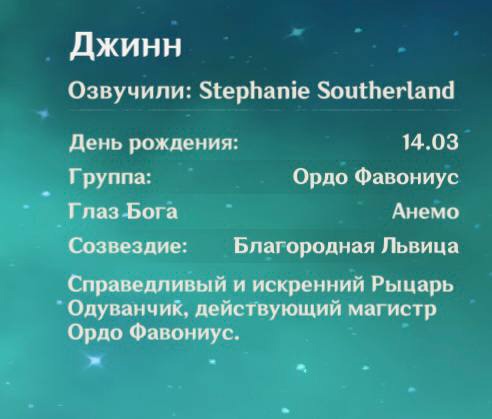 Джинн
Озвучили: Stephanie Southerland
День рождения: 14.03
Группа: Ордо Фавониус
Глаз Бога Анемо
Созвездие: Благородная Львица
Справедливый и искренний Рыцарь
Одуванчик, действующий магистр
Ордо Фавониус.